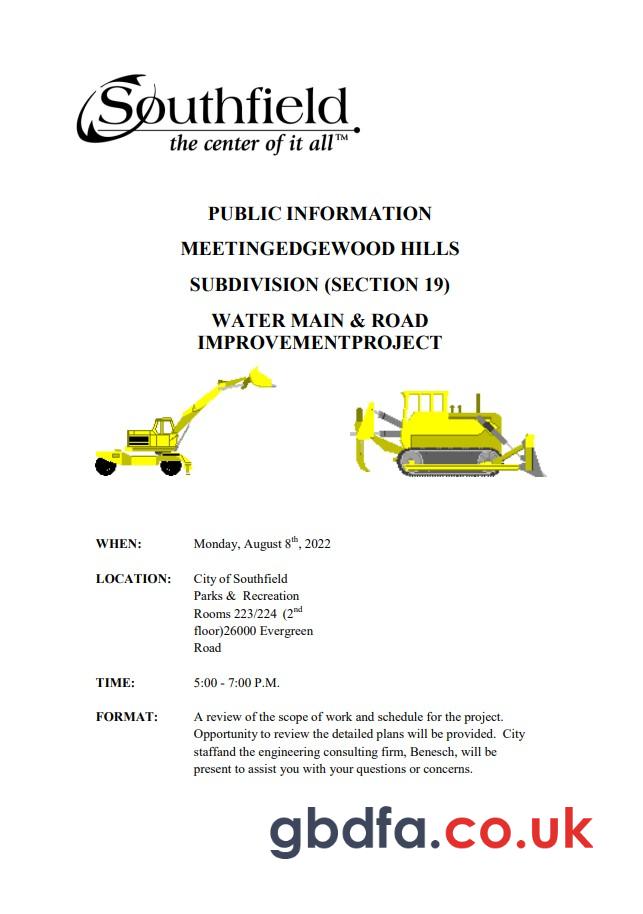 Southfield
the center of it all™
PUBLIC INFORMATION
MEETINGEDGEWOOD HILLS
SUBDIVISION (SECTION 19)
WATER MAIN & ROAD
IMPROVEMENTPROJECT
WHEN: Monday, August 8th, 2022
LOCATION: City of Southfield
Parks & Recreation
Rooms 223/224 (2nd
floor)26000 Evergreen
Road
TIME: 5:00 - 7:00 P.M.
FORMAT: A review of the scope of work and schedule for the project.
Opportunity to review the detailed plans will be provided. City
staffand the engineering consulting firm, Benesch, will be
present to assist you with your questions or concerns.
gbdfa.co.uk